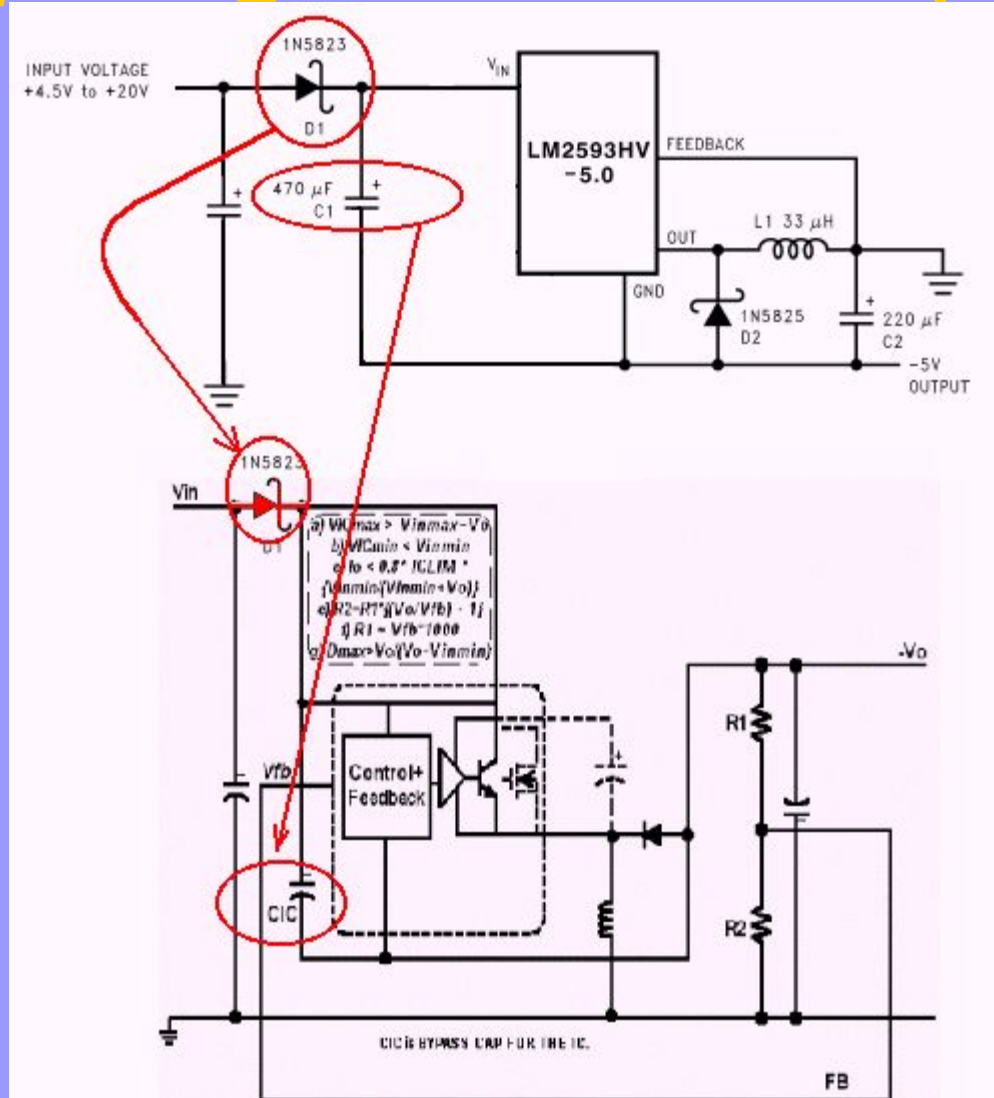 1N5823
INPUT VOLTAGE
+4.5V to +20V
VIN
D1
LM2593HV
-5.0
FEEDBACK
470 µF
C1
+
+
L1 33 µH
OUT
GND
1N5825
D2
+
220 µF
C2
-5V
OUTPUT
1N5823
Vin
D1
a) VICmax > Vinmax-Vo
b) VICmin < Vinmin
Io < 0.8* ICLIM *
(Vinmin/(Vinmin+Vo))
e) R2=R1*[(Vo/Vfb) - 1]
f) R1 = Vfb*1000
g) Dmax>Vo/(Vo-Vinmin)
-Vo
R1
Vfb
Control+
Feedback
+
CIC
R2
CIC is BYPASS CAP FOR THE IC.
FB